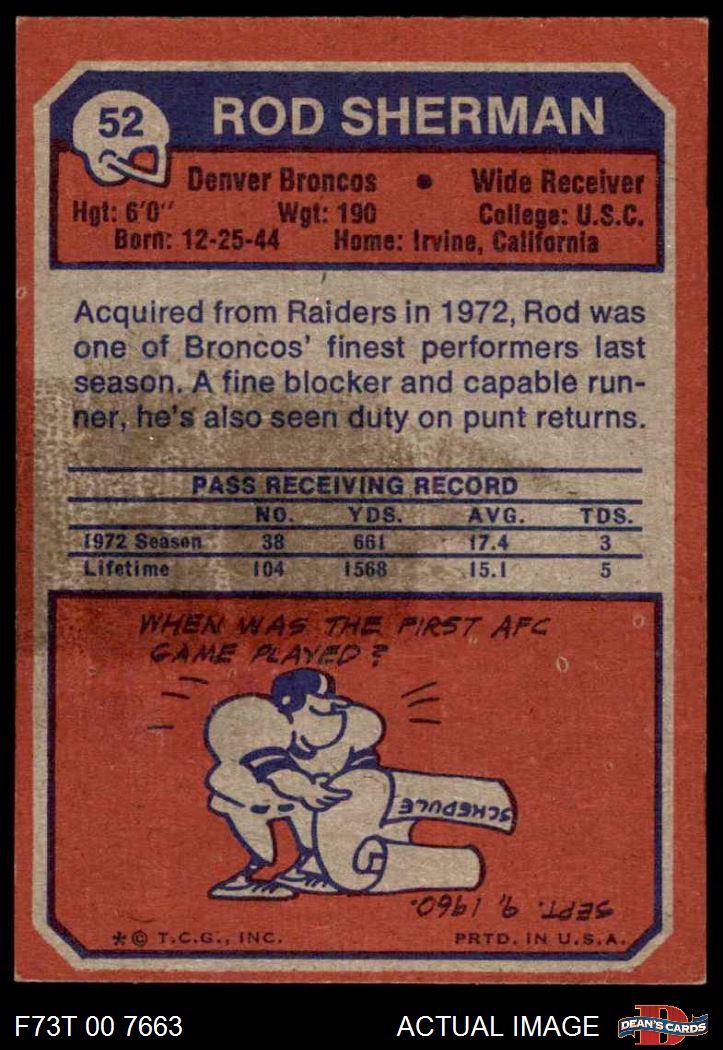 52
ROD SHERMAN
Denver Broncos • Wide Receiver
Hgt: 6'0" Wgt: 190 College: U.S.C.
Born: 12-25-44 Home: Irvine, California
Acquired from Raiders in 1972, Rod was
one of Broncos' finest performers last
season. A fine blocker and capable run-
ner, he's also seen duty on punt returns.
PASS RECEIVING RECORD
NO. YDS. AVG. TDS.
1972 Season 38 661 17.4 3
Lifetime 104 1568 15.1 5
WHEN WAS THE FIRST AFC
GAME PLAYED?
SCHEDULE
SEPT. 9, 1960.
*© T.C.G., INC. PRTD. IN U.S.A.
F73T 00 7663 ACTUAL IMAGE
D
DEAN'S CARDS